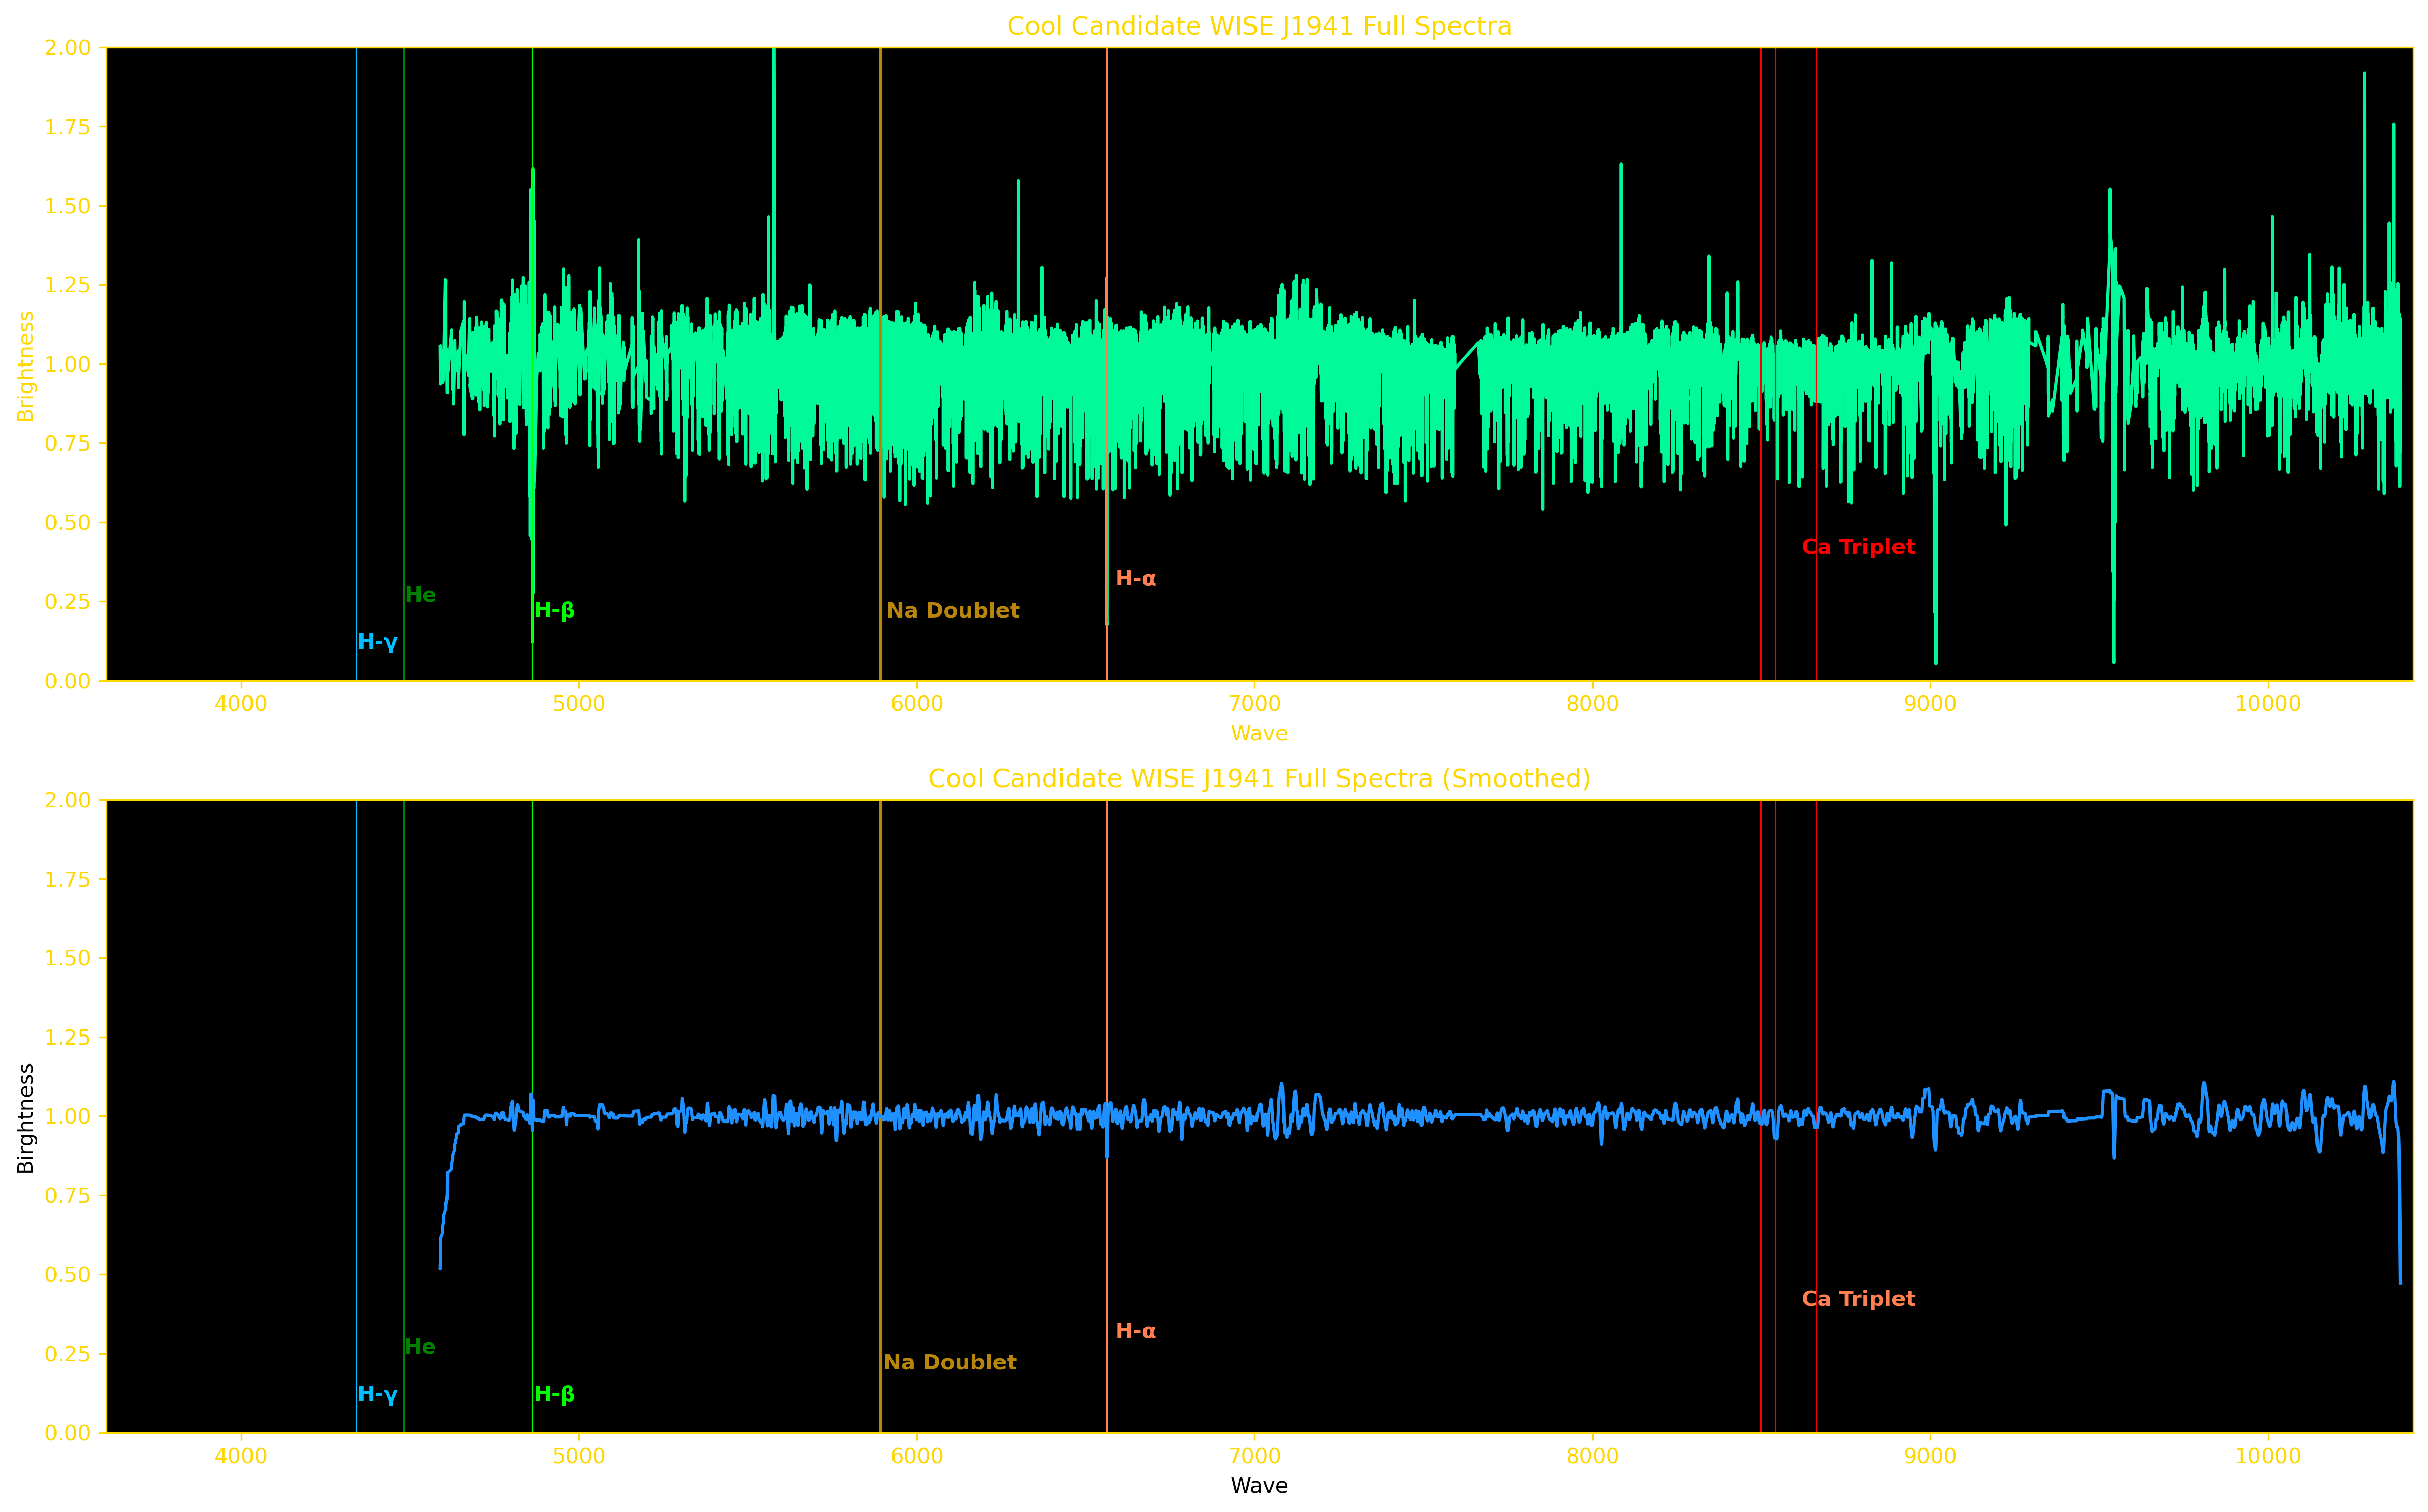 Cool Candidate WISE J1941 Full Spectra
2.00
1.75
1.50
1.25
1.00
0.75
0.50
0.25
0.00
Brightness
Ca Triplet
H-α
He
H-β
Na Doublet
H-γ
4000 5000 6000 7000 8000 9000 10000
Wave
Cool Candidate WISE J1941 Full Spectra (Smoothed)
2.00
1.75
1.50
1.25
1.00
0.75
0.50
0.25
0.00
Birghtness
Ca Triplet
H-α
He
Na Doublet
H-γ
H-β
4000 5000 6000 7000 8000 9000 10000
Wave